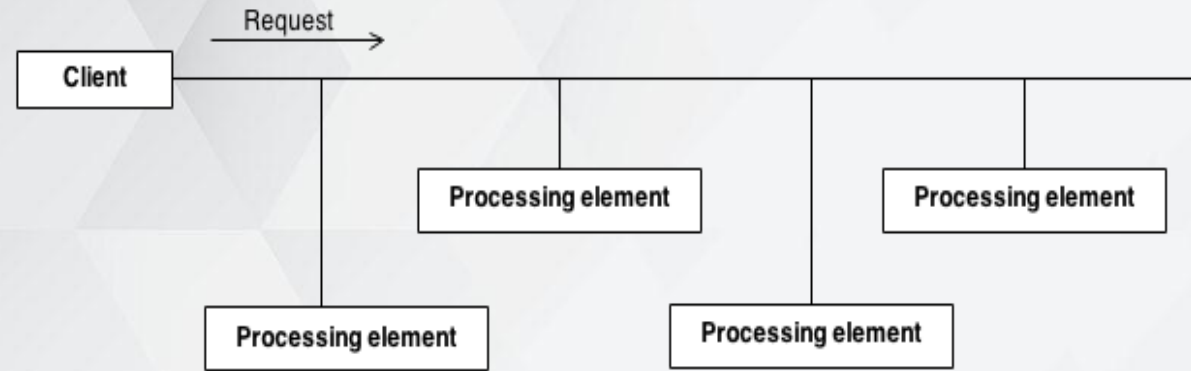 Request
Client
Processing element
Processing element
Processing element
Processing element